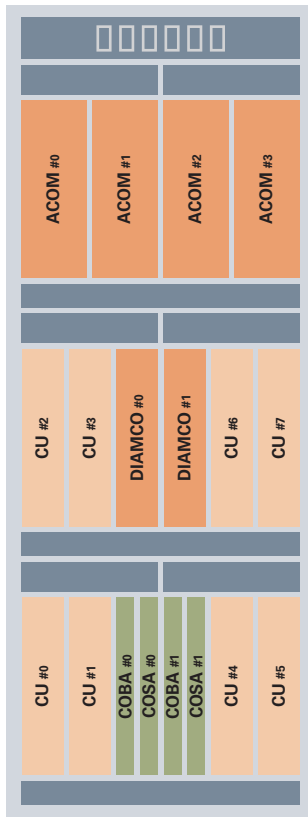 ACOM #0
ACOM #1
ACOM #2
ACOM #3
CU #2
CU #3
DIAMCO #0
DIAMCO #1
CU #6
CU #7
CU #0
CU #1
COBA #0
COSA #0
COBA #1
COSA #1
CU #4
CU #5